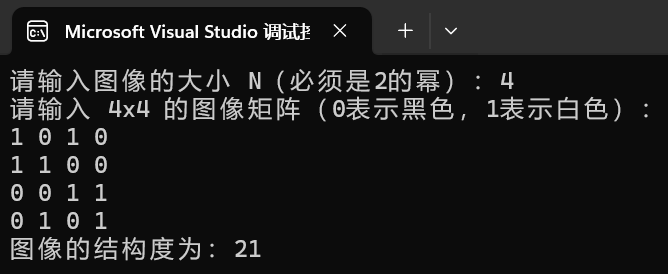 Microsoft Visual Studio 调试
请输入图像的大小 N（必须是2的幂）：4
请输入 4x4 的图像矩阵（0表示黑色，1表示白色）：
1 0 1 0
1 1 0 0
0 0 1 1
0 1 0 1
图像的结构度为：21